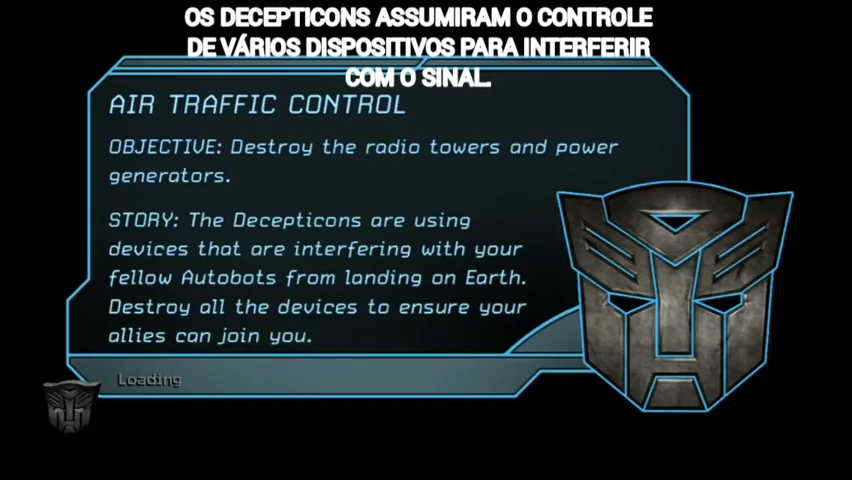 OS DECEPTICONS ASSUMIRAM O CONTROLE
DE VÁRIOS DISPOSITIVOS PARA INTERFERIR
COM O SINAL.
AIR TRAFFIC CONTROL
OBJECTIVE: Destroy the radio towers and power
generators.
STORY: The Decepticons are using
devices that are interfering with your
fellow Autobots from landing on Earth.
Destroy all the devices to ensure your
allies can join you.
Loading